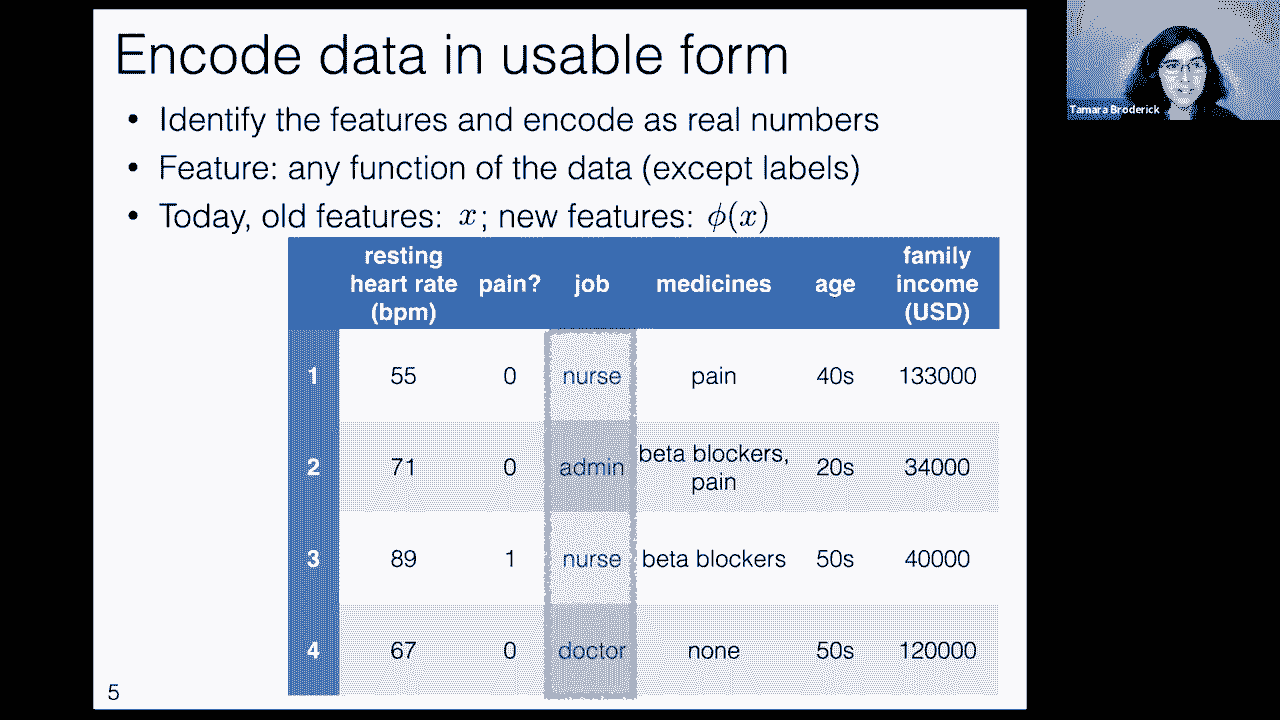 Encode data in usable form
• Identify the features and encode as real numbers
• Feature: any function of the data (except labels)
• Today, old features: x; new features: ϕ(x)
resting heart rate (bpm) pain? job medicines age family income (USD)
1 55 0 nurse pain 40s 133000
2 71 0 admin beta blockers, pain 20s 34000
3 89 1 nurse beta blockers 50s 40000
4 67 0 doctor none 50s 120000
5
Tamara Broderick